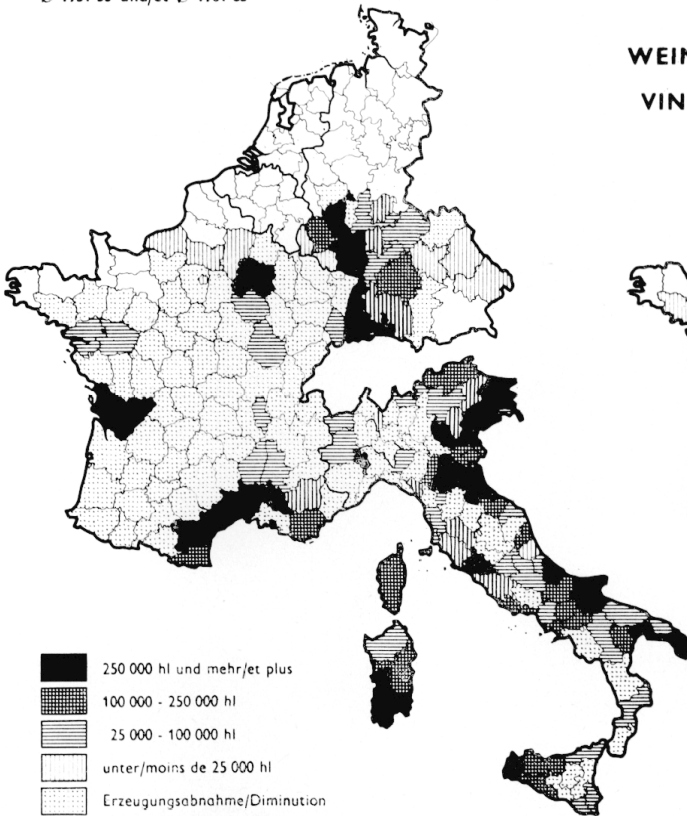 WEIN
VIN
250 000 hl und mehr/et plus
100 000 - 250 000 hl
25 000 - 100 000 hl
unter/moins de 25 000 hl
Erzeugungsabnahme/Diminution